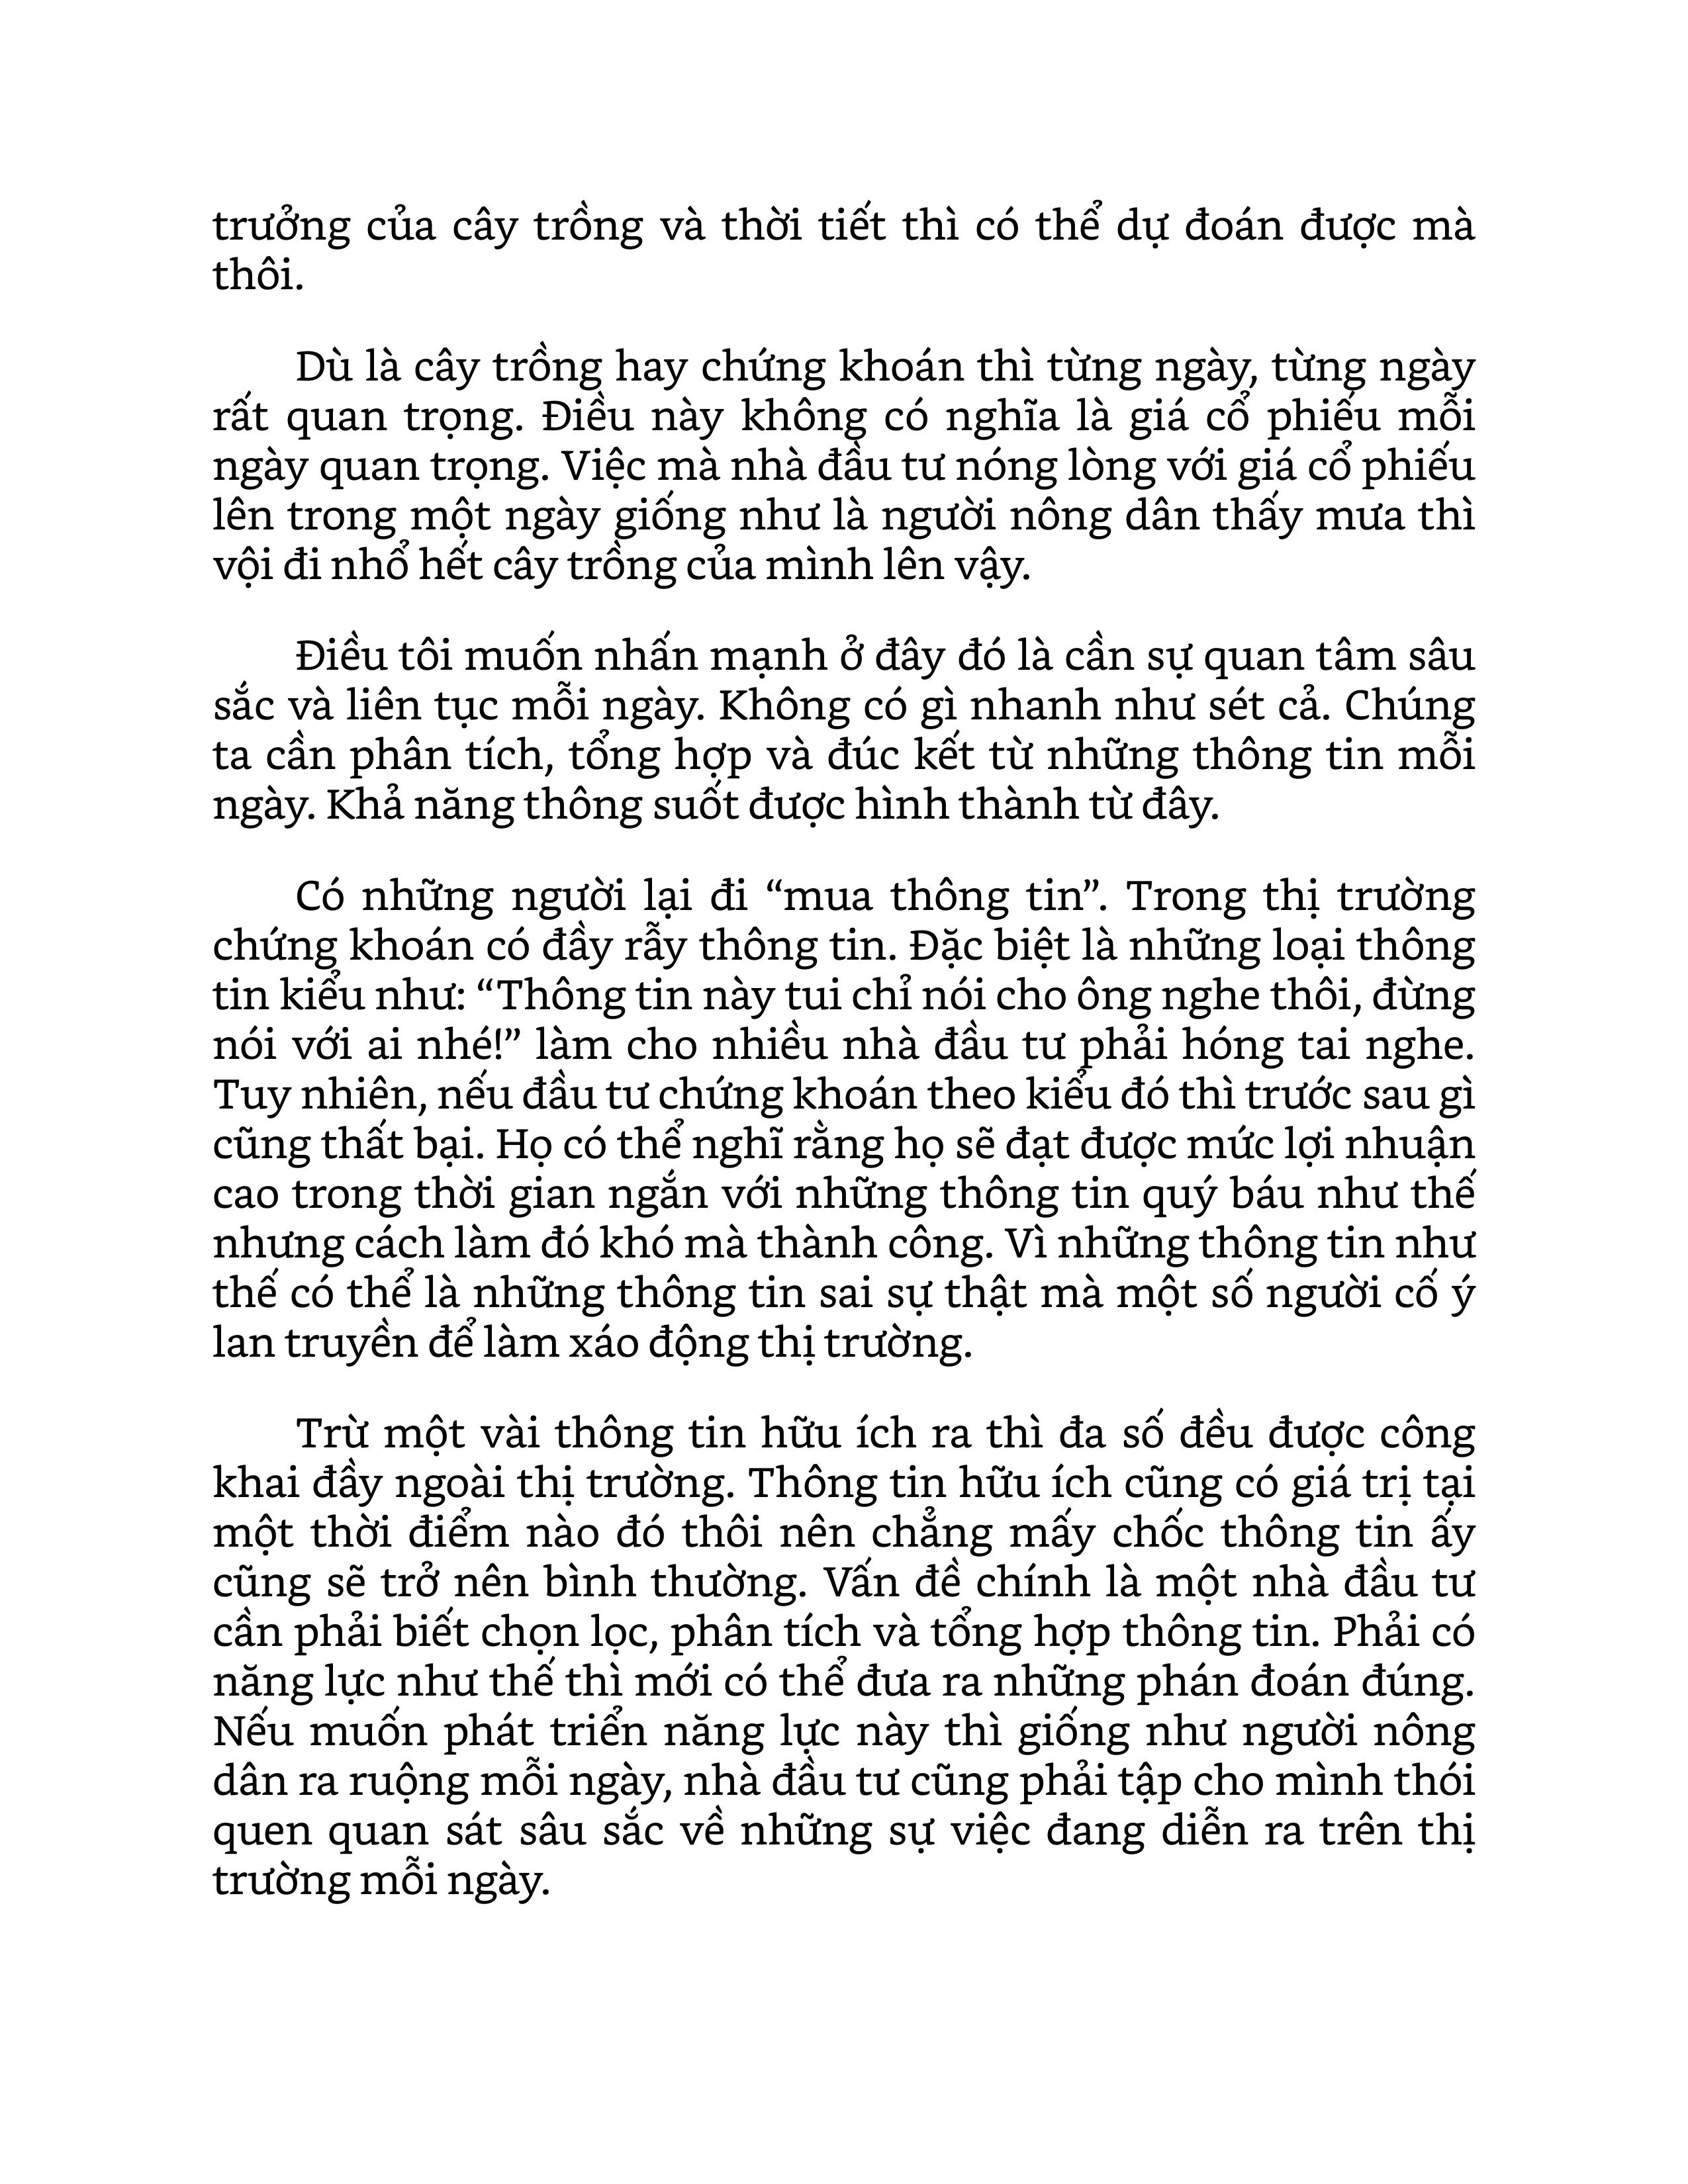 trưởng của cây trồng và thời tiết thì có thể dự đoán được mà
thôi.
Dù là cây trồng hay chứng khoán thì từng ngày, từng ngày
rất quan trọng. Điều này không có nghĩa là giá cổ phiếu mỗi
ngày quan trọng. Việc mà nhà đầu tư nóng lòng với giá cổ phiếu
lên trong một ngày giống như là người nông dân thấy mưa thì
vội đi nhổ hết cây trồng của mình lên vậy.
Điều tôi muốn nhấn mạnh ở đây đó là cần sự quan tâm sâu
sắc và liên tục mỗi ngày. Không có gì nhanh như sét cả. Chúng
ta cần phân tích, tổng hợp và đúc kết từ những thông tin mỗi
ngày. Khả năng thông suốt được hình thành từ đây.
Có những người lại đi “mua thông tin”. Trong thị trường
chứng khoán có đầy rẫy thông tin. Đặc biệt là những loại thông
tin kiểu như: “Thông tin này tui chỉ nói cho ông nghe thôi, đừng
nói với ai nhé!” làm cho nhiều nhà đầu tư phải hóng tai nghe.
Tuy nhiên, nếu đầu tư chứng khoán theo kiểu đó thì trước sau gì
cũng thất bại. Họ có thể nghĩ rằng họ sẽ đạt được mức lợi nhuận
cao trong thời gian ngắn với những thông tin quý báu như thế
nhưng cách làm đó khó mà thành công. Vì những thông tin như
thế có thể là những thông tin sai sự thật mà một số người cố ý
lan truyền để làm xáo động thị trường.
Trừ một vài thông tin hữu ích ra thì đa số đều được công
khai đầy ngoài thị trường. Thông tin hữu ích cũng có giá trị tại
một thời điểm nào đó thôi nên chẳng mấy chốc thông tin ấy
cũng sẽ trở nên bình thường. Vấn đề chính là một nhà đầu tư
cần phải biết chọn lọc, phân tích và tổng hợp thông tin. Phải có
năng lực như thế thì mới có thể đưa ra những phán đoán đúng.
Nếu muốn phát triển năng lực này thì giống như người nông
dân ra ruộng mỗi ngày, nhà đầu tư cũng phải tập cho mình thói
quen quan sát sâu sắc về những sự việc đang diễn ra trên thị
trường mỗi ngày.